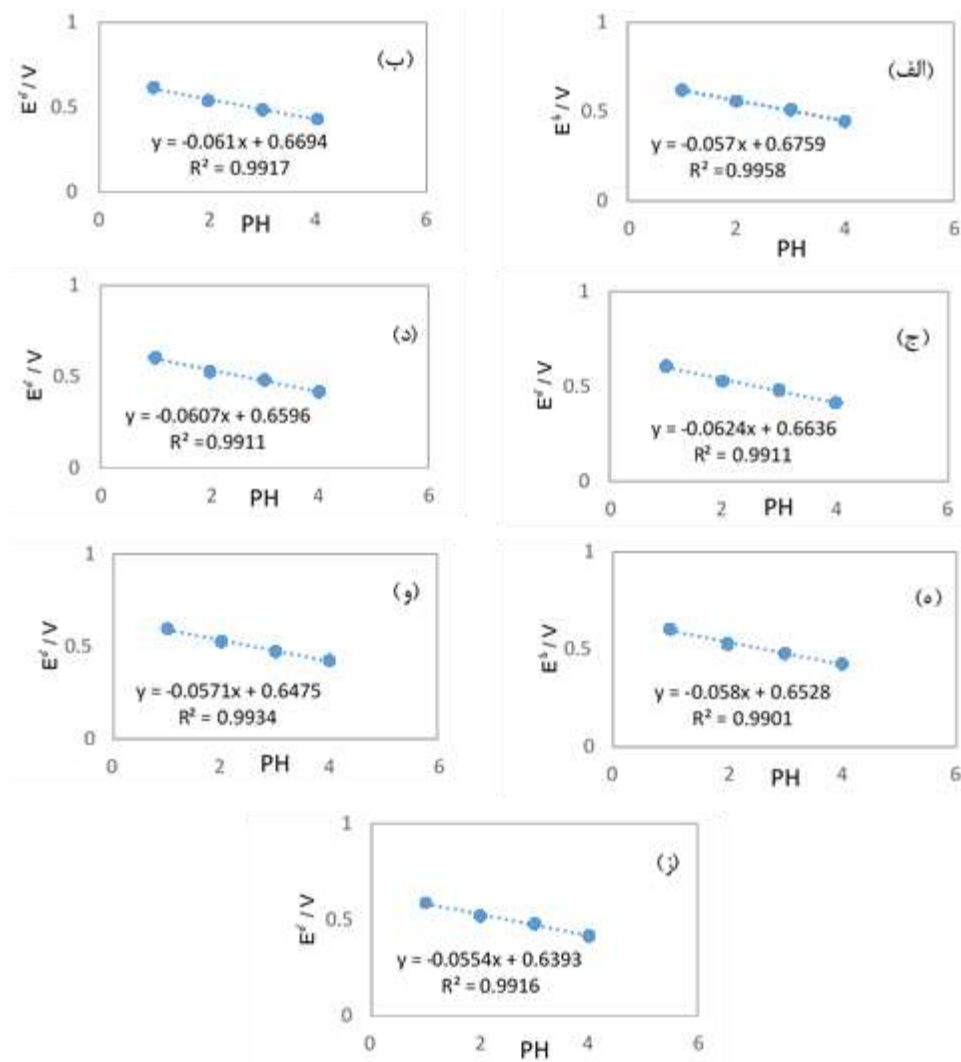 (الف)
1
0.5
0
E° / V
y = -0.057x + 0.6759
R² =0.9958
0 2 4 6
PH
(ب)
1
0.5
0
E° / V
y = -0.061x + 0.6694
R² = 0.9917
0 2 4 6
PH
(ج)
1
0.5
0
E° / V
y = -0.0624x + 0.6636
R² = 0.9911
0 2 4 6
PH
(د)
1
0.5
0
E° / V
y = -0.0607x + 0.6596
R² =0.9911
0 2 4 6
PH
(ه)
1
0.5
0
E° / V
y = -0.058x + 0.6528
R² = 0.9901
0 2 4 6
PH
(و)
1
0.5
0
E° / V
y = -0.0571x + 0.6475
R² = 0.9934
0 2 4 6
PH
(ز)
1
0.5
0
E° / V
y = -0.0554x + 0.6393
R² = 0.9916
0 2 4 6
PH